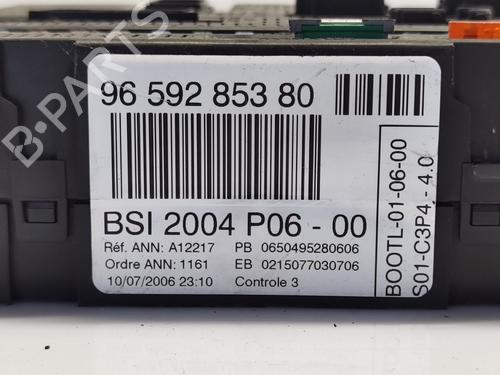 96 592 853 80
BSI 2004 P06 - 00
Réf. ANN: A12217 PB 0650495280606
Ordre ANN: 1161 EB 0215077030706
10/07/2006 23:10 Controle 3
BOOTL-01-06-00
S01-C3P4 - 4.0